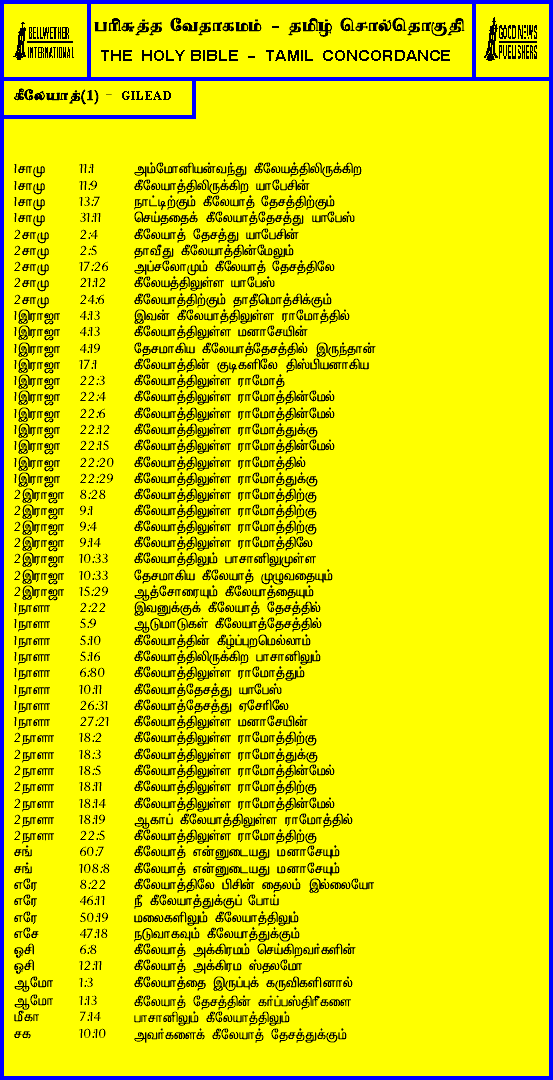 BELLWETHER
INTERNATIONAL
பரிசுத்த வேதாகமம் - தமிழ் சொல்தொகுதி
THE HOLY BIBLE - TAMIL CONCORDANCE
GOOD NEWS
PUBLISHERS
கீலேயாத்(1) - GILEAD
1சாமு 11:1 அம்மோனியன்வந்து கீலேயத்திலிருக்கிற
1சாமு 11:9 கீலேயாத்திலிருக்கிற யாபேசின்
1சாமு 13:7 நாட்டிற்கும் கீலேயாத் தேசத்திற்கும்
1சாமு 31:11 செய்ததைக் கீலேயாத்தேசத்து யாபேஸ்
2சாமு 2:4 கீலேயாத் தேசத்து யாபேசின்
2சாமு 2:5 தாவீது கீலேயாத்தின்மேலும்
2சாமு 17:26 அப்சலோமும் கீலேயாத் தேசத்திலே
2சாமு 21:12 கீலேயத்திலுள்ள யாபேஸ்
2சாமு 24:6 கீலேயாத்திற்கும் தாதீமொத்சிக்கும்
1இராஜா 4:13 இவன் கீலேயாத்திலுள்ள ராமோத்தில்
1இராஜா 4:13 கீலேயாத்திலுள்ள மனாசேயின்
1இராஜா 4:19 தேசமாகிய கீலேயாத்தேசத்தில் இருந்தான்
1இராஜா 17:1 கீலேயாத்தின் குடிகளிலே திஸ்பியனாகிய
1இராஜா 22:3 கீலேயாத்திலுள்ள ராமோத்
1இராஜா 22:4 கீலேயாத்திலுள்ள ராமோத்தின்மேல்
1இராஜா 22:6 கீலேயாத்திலுள்ள ராமோத்தின்மேல்
1இராஜா 22:12 கீலேயாத்திலுள்ள ராமோத்துக்கு
1இராஜா 22:15 கீலேயாத்திலுள்ள ராமோத்தின்மேல்
1இராஜா 22:20 கீலேயாத்திலுள்ள ராமோத்தில்
1இராஜா 22:29 கீலேயாத்திலுள்ள ராமோத்துக்கு
2இராஜா 8:28 கீலேயாத்திலுள்ள ராமோத்திற்கு
2இராஜா 9:1 கீலேயாத்திலுள்ள ராமோத்திற்கு
2இராஜா 9:4 கீலேயாத்திலுள்ள ராமோத்திற்கு
2இராஜா 9:14 கீலேயாத்திலுள்ள ராமோத்திலே
2இராஜா 10:33 கீலேயாத்திலும் பாசானிலுமுள்ள
2இராஜா 10:33 தேசமாகிய கீலேயாத் முழுவதையும்
2இராஜா 15:29 ஆத்சோரையும் கீலேயாத்தையும்
1நாளா 2:22 இவனுக்குக் கீலேயாத் தேசத்தில்
1நாளா 5:9 ஆடுமாடுகள் கீலேயாத்தேசத்தில்
1நாளா 5:10 கீலேயாத்தின் கீழ்ப்புறமெல்லாம்
1நாளா 5:16 கீலேயாத்திலிருக்கிற பாசானிலும்
1நாளா 6:80 கீலேயாத்திலுள்ள ராமோத்தும்
1நாளா 10:11 கீலேயாத்தேசத்து யாபேஸ்
1நாளா 26:31 கீலேயாத்தேசத்து ஏசேரிலே
1நாளா 27:21 கீலேயாத்திலுள்ள மனாசேயின்
2நாளா 18:2 கீலேயாத்திலுள்ள ராமோத்திற்கு
2நாளா 18:3 கீலேயாத்திலுள்ள ராமோத்துக்கு
2நாளா 18:5 கீலேயாத்திலுள்ள ராமோத்தின்மேல்
2நாளா 18:11 கீலேயாத்திலுள்ள ராமோத்திற்கு
2நாளா 18:14 கீலேயாத்திலுள்ள ராமோத்தின்மேல்
2நாளா 18:19 ஆகாப் கீலேயாத்திலுள்ள ராமோத்தில்
2நாளா 22:5 கீலேயாத்திலுள்ள ராமோத்திற்கு
சங் 60:7 கீலேயாத் என்னுடையது மனாசேயும்
சங் 108:8 கீலேயாத் என்னுடையது மனாசேயும்
எரே 8:22 கீலேயாத்திலே பிசின் தைலம் இல்லையோ
எரே 46:11 நீ கீலேயாத்துக்குப் போய்
எரே 50:19 மலைகளிலும் கீலேயாத்திலும்
எசே 47:18 நடுவாகவும் கீலேயாத்துக்கும்
ஓசி 6:8 கீலேயாத் அக்கிரமம் செய்கிறவர்களின்
ஓசி 12:11 கீலேயாத் அக்கிரம ஸ்தலமோ
ஆமோ 1:3 கீலேயாத்தை இருப்புக் கருவிகளினால்
ஆமோ 1:13 கீலேயாத் தேசத்தின் கர்ப்பஸ்திரீகளை
மீகா 7:14 பாசானிலும் கீலேயாத்திலும்
சக 10:10 அவர்களைக் கீலேயாத் தேசத்துக்கும்